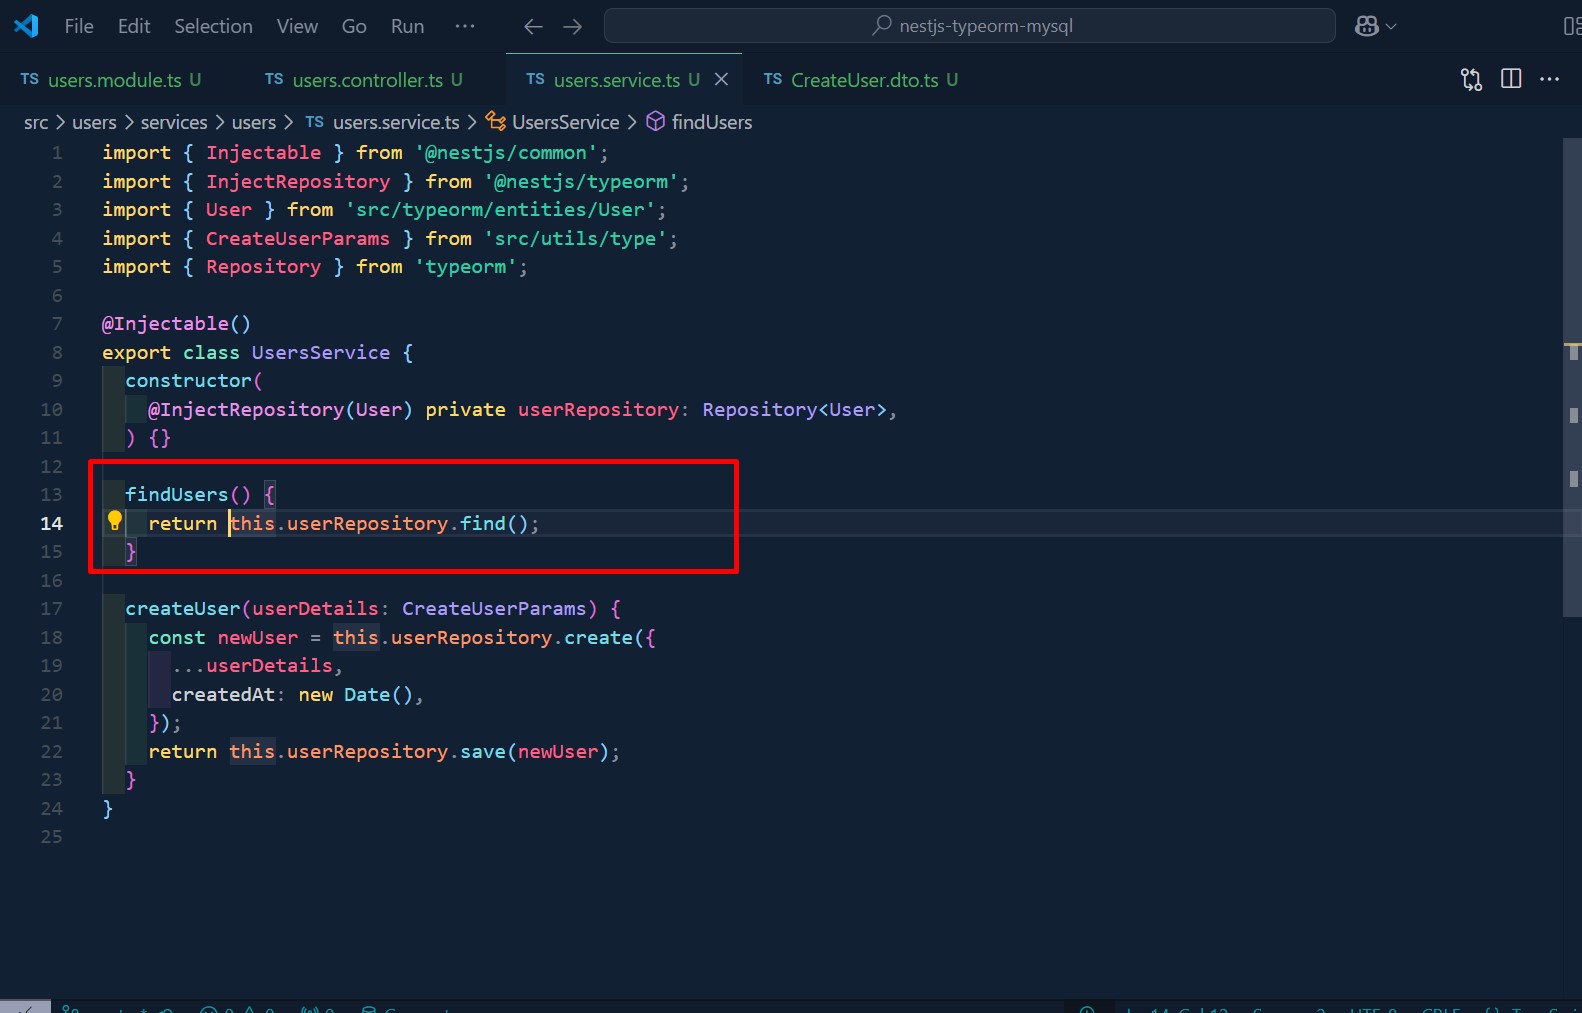 File Edit Selection View Go Run ··· nestjs-typeorm-mysql
TS users.module.ts U TS users.controller.ts U TS users.service.ts U TS CreateUser.dto.ts U
src > users > services > users > TS users.service.ts > UsersService > findUsers
1 import { Injectable } from '@nestjs/common';
2 import { InjectRepository } from '@nestjs/typeorm';
3 import { User } from 'src/typeorm/entities/User';
4 import { CreateUserParams } from 'src/utils/type';
5 import { Repository } from 'typeorm';
6
7 @Injectable()
8 export class UsersService {
9 constructor(
10 @InjectRepository(User) private userRepository: Repository<User>,
11 ) {}
12
13 findUsers() {
14 return this.userRepository.find();
15 }
16
17 createUser(userDetails: CreateUserParams) {
18 const newUser = this.userRepository.create({
19 ...userDetails,
20 createdAt: new Date(),
21 });
22 return this.userRepository.save(newUser);
23 }
24 }
25